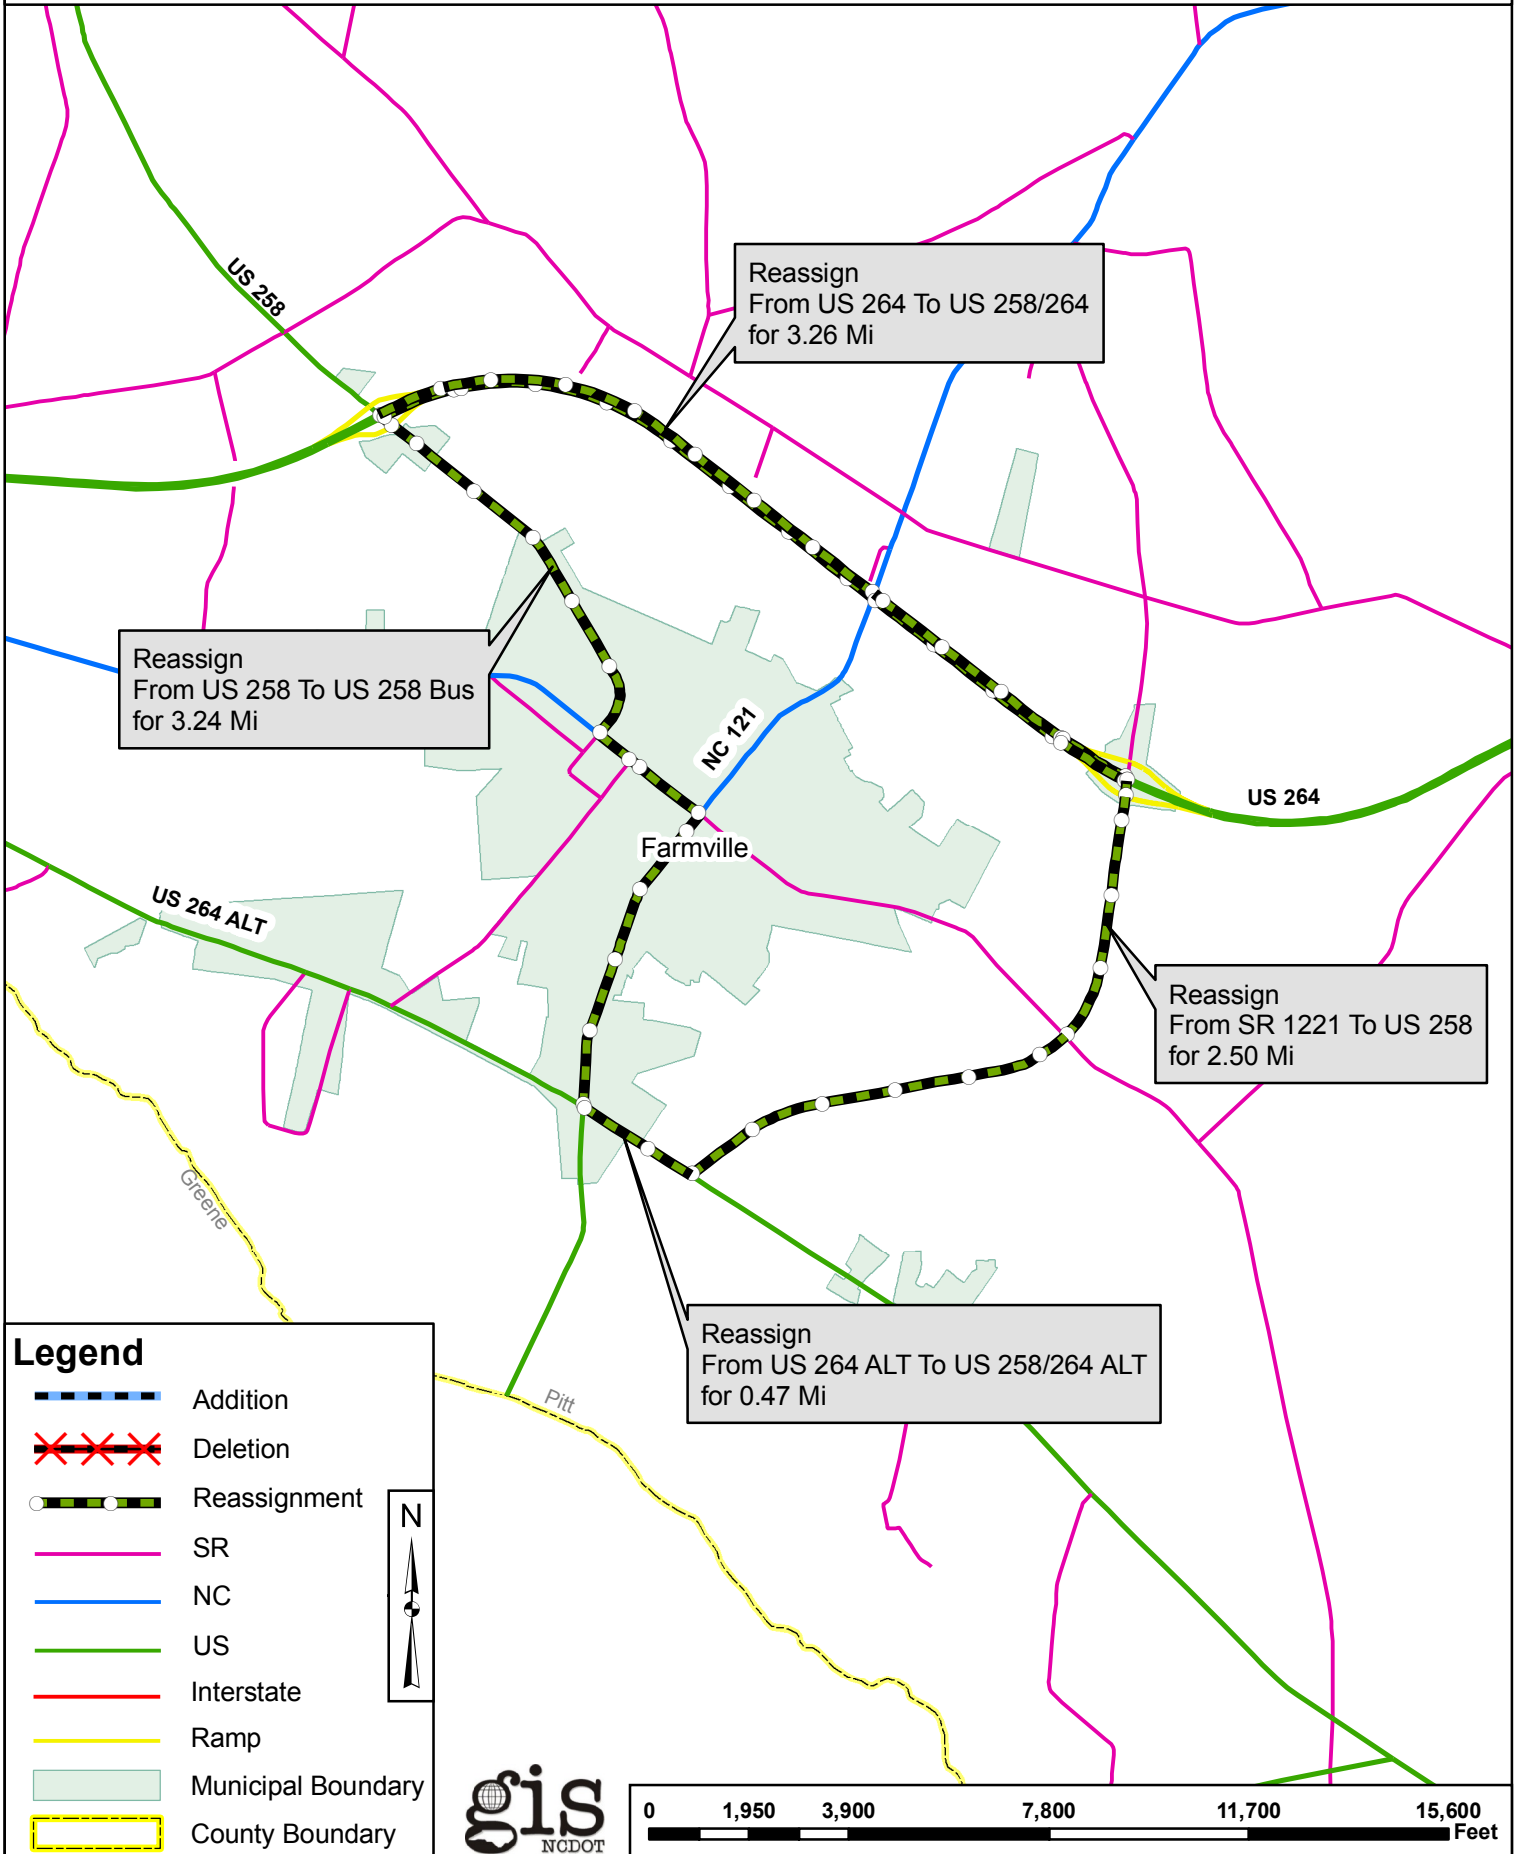 US 258
Reassign
From US 264 To US 258/264
for 3.26 Mi
Reassign
From US 258 To US 258 Bus
for 3.24 Mi
NC 121
US 264
Farmville
US 264 ALT
Reassign
From SR 1221 To US 258
for 2.50 Mi
Greene
Reassign
From US 264 ALT To US 258/264 ALT
for 0.47 Mi
Pitt
Legend
Addition
Deletion
Reassignment
SR
NC
US
Interstate
Ramp
Municipal Boundary
County Boundary
N
gis
NCDOT
0 1,950 3,900 7,800 11,700 15,600
Feet